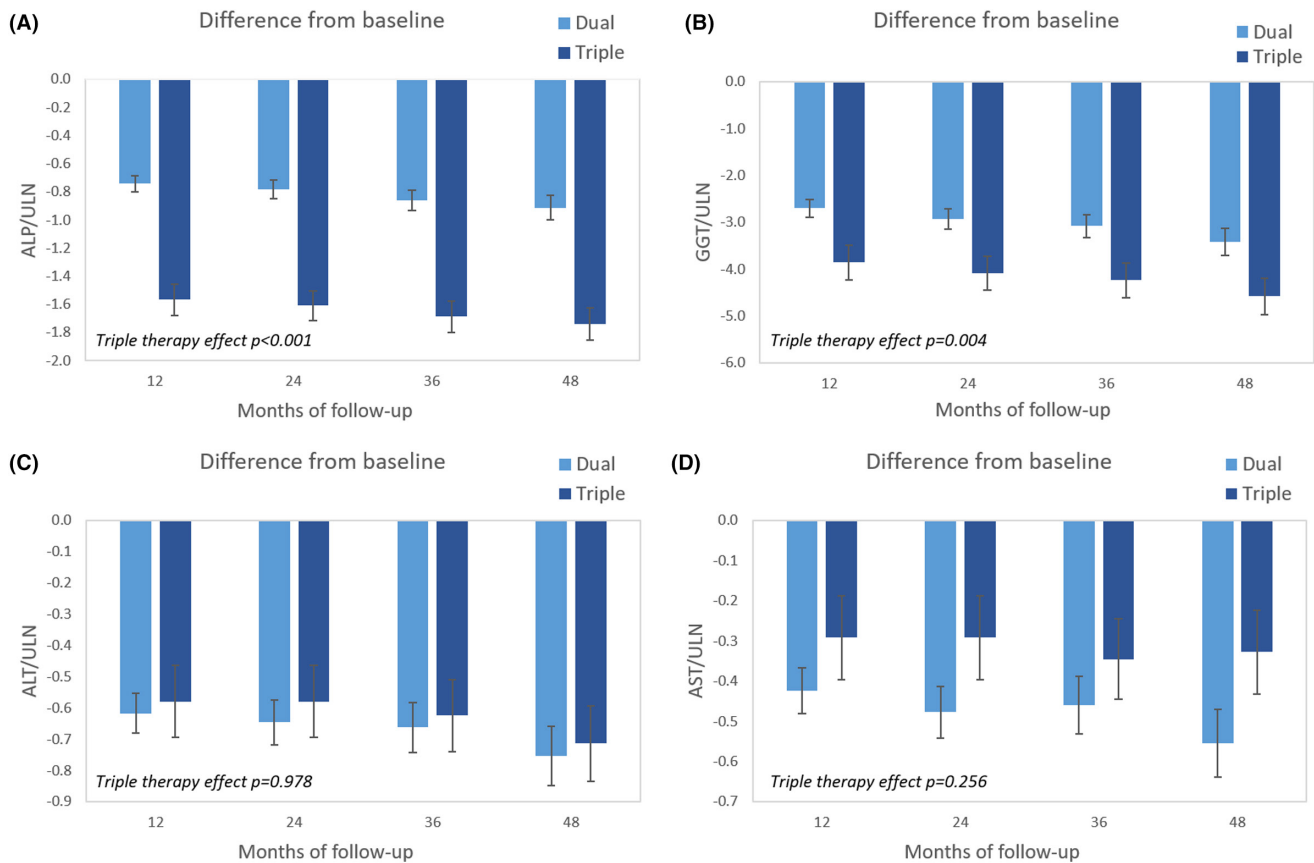 (A)
Difference from baseline
Dual
Triple
0.0
-0.2
-0.4
-0.6
-0.8
-1.0
-1.2
-1.4
-1.6
-1.8
-2.0
ALP/ULN
Triple therapy effect p<0.001
12 24 36 48
Months of follow-up
(B)
Difference from baseline
Dual
Triple
0.0
-1.0
-2.0
-3.0
-4.0
-5.0
-6.0
GGT/ULN
Triple therapy effect p=0.004
12 24 36 48
Months of follow-up
(C)
Difference from baseline
Dual
Triple
0.0
-0.1
-0.2
-0.3
-0.4
-0.5
-0.6
-0.7
-0.8
-0.9
ALT/ULN
Triple therapy effect p=0.978
12 24 36 48
Months of follow-up
(D)
Difference from baseline
Dual
Triple
0.0
-0.1
-0.2
-0.3
-0.4
-0.5
-0.6
-0.7
AST/ULN
Triple therapy effect p=0.256
12 24 36 48
Months of follow-up